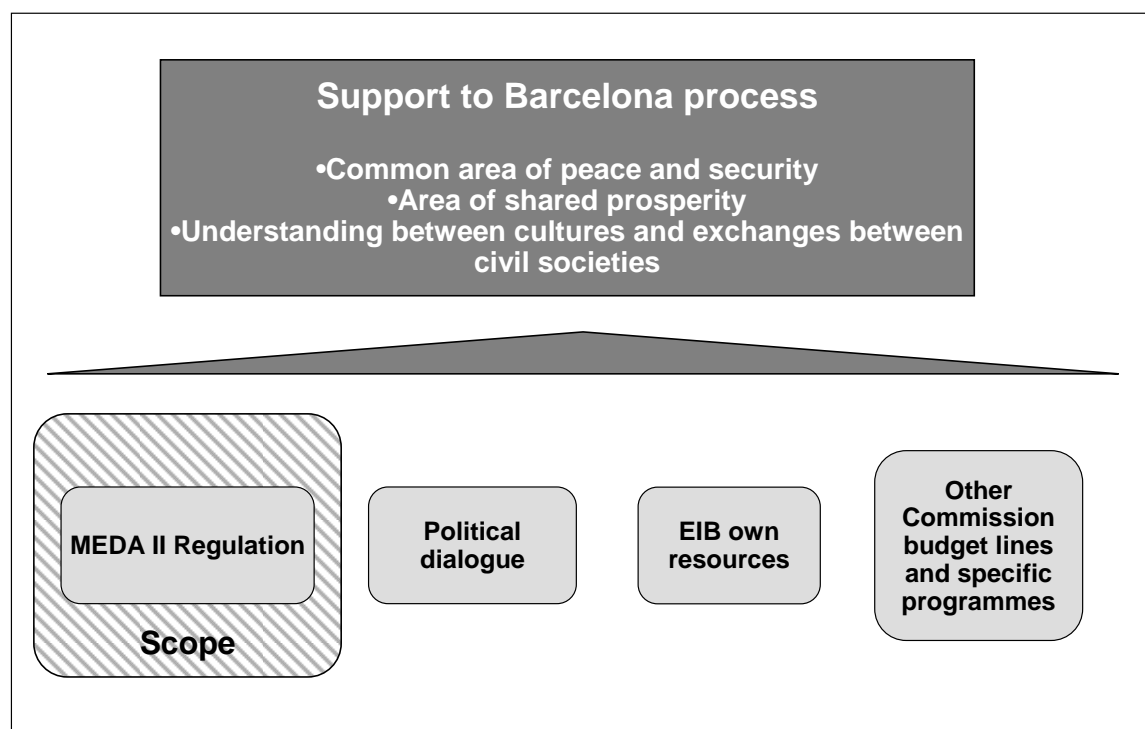 Support to Barcelona process
•Common area of peace and security
•Area of shared prosperity
•Understanding between cultures and exchanges between
civil societies
MEDA II Regulation
Scope
Political
dialogue
EIB own
resources
Other
Commission
budget lines
and specific
programmes